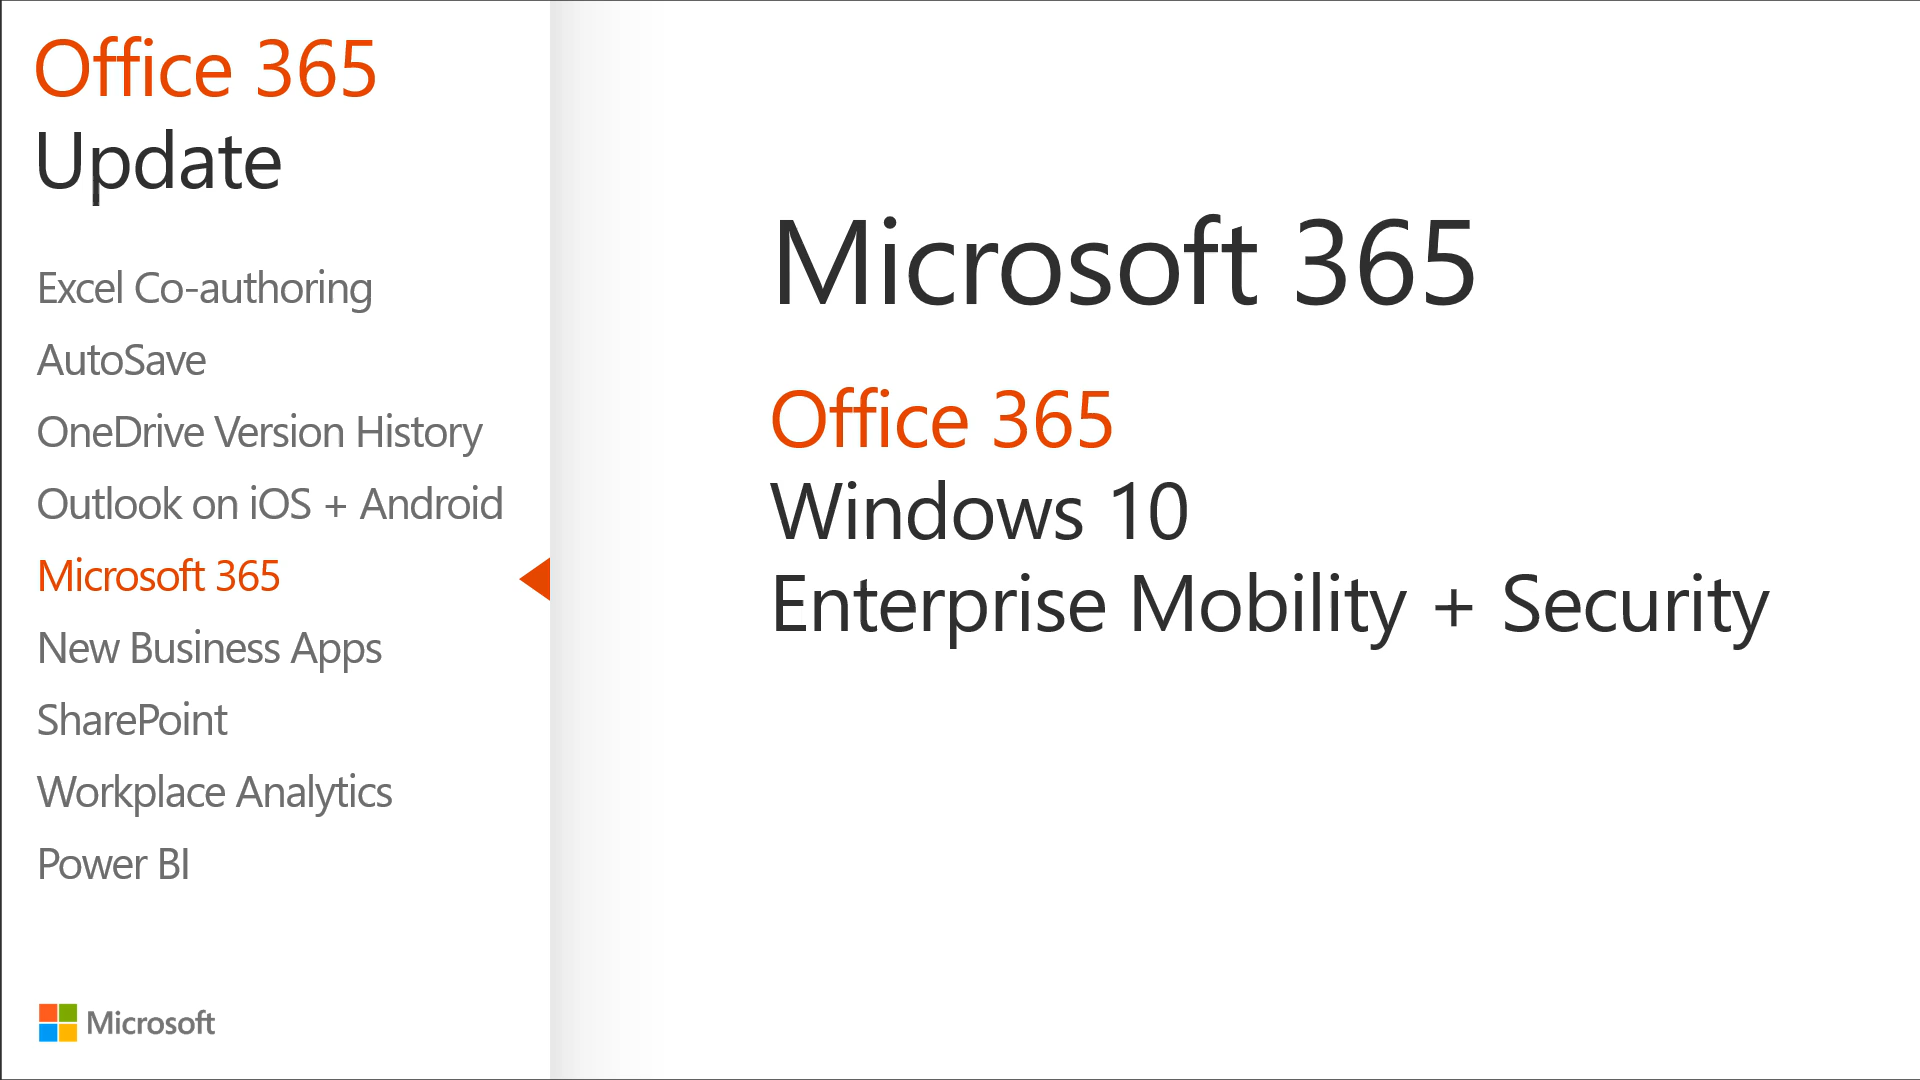 Office 365
Update
Excel Co-authoring
AutoSave
OneDrive Version History
Outlook on iOS + Android
Microsoft 365
New Business Apps
SharePoint
Workplace Analytics
Power BI
Microsoft
Microsoft 365
Office 365
Windows 10
Enterprise Mobility + Security